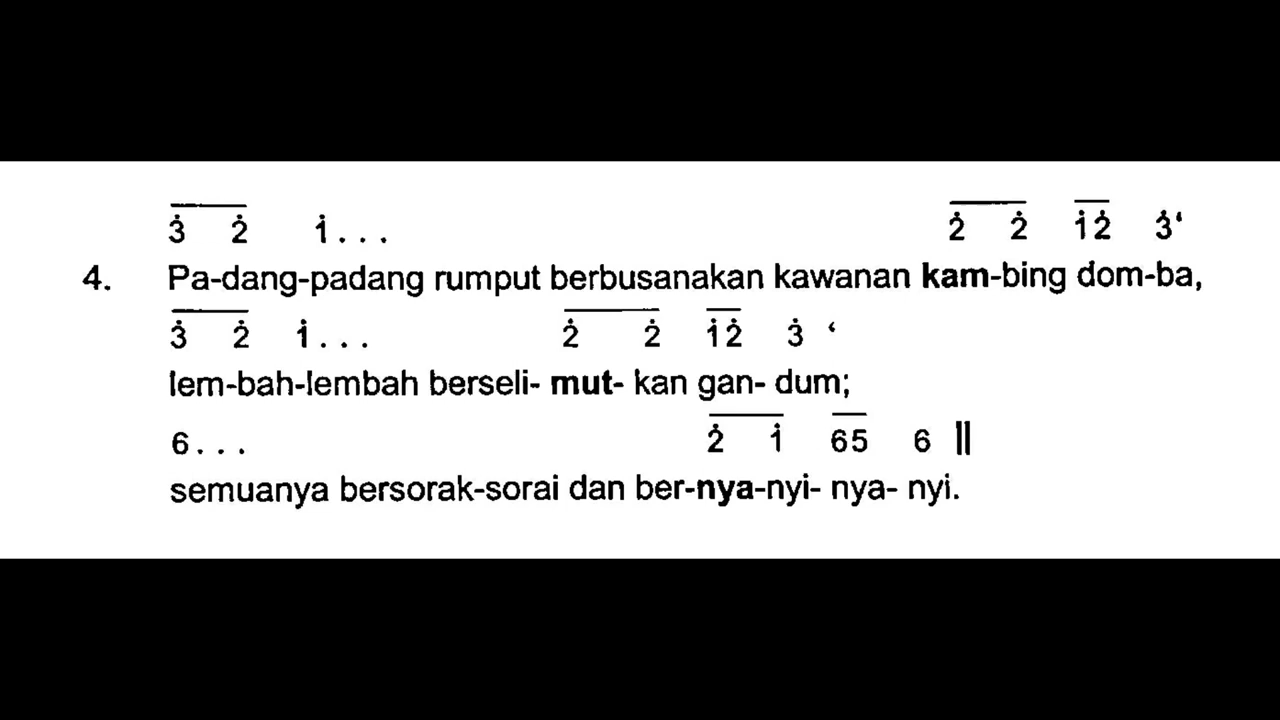 3̇ 2̇ 1̇... 2̇ 2̇ 1̇2̇ 3̇‘
4. Pa-dang-padang rumput berbusanakan kawanan kam-bing dom-ba,
3̇ 2̇ 1̇... 2̇ 2̇ 1̇2̇ 3̇ ‘
lem-bah-lembah berseli- mut- kan gan- dum;
6... 2̇ 1̇ 65 6 ||
semuanya bersorak-sorai dan ber-nya-nyi- nya- nyi.